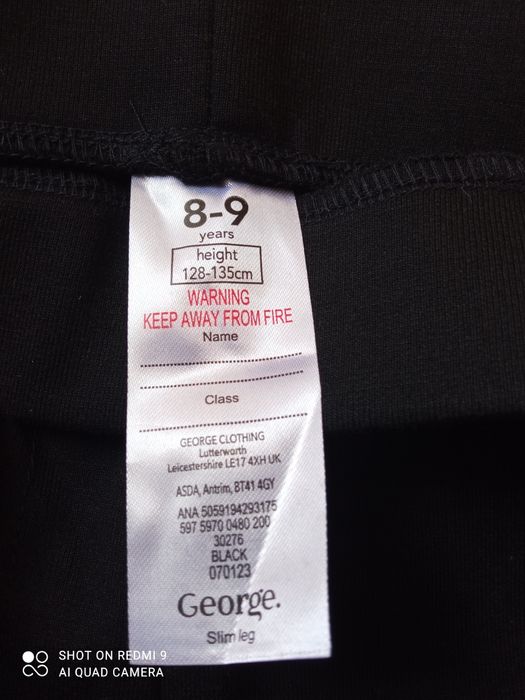 8-9
years
height
128-135cm
WARNING
KEEP AWAY FROM FIRE
Name
Class
GEORGE CLOTHING
Lutterworth
Leicestershire LE17 4XH UK
ASDA, Antrim, BT41 4GY
ANA 5059194293175
597 5970 0480 200
30276
BLACK
070123
George.
Slim leg
SHOT ON REDMI 9
AI QUAD CAMERA